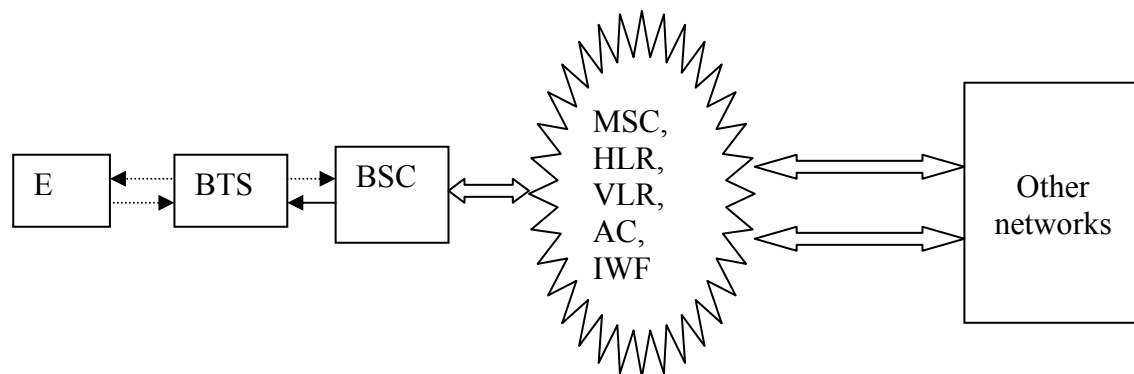 E
BTS
BSC
MSC,
HLR,
VLR,
AC,
IWF
Other
networks